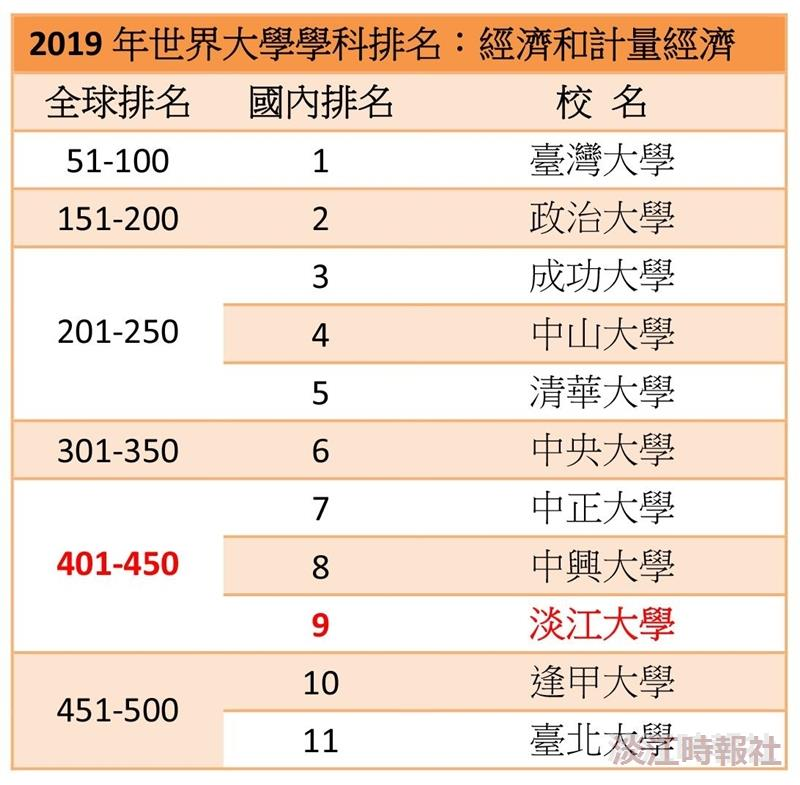 2019 年世界大學學科排名：經濟和計量經濟
全球排名 國內排名 校 名
51-100 1 臺灣大學
151-200 2 政治大學
3 成功大學
201-250 4 中山大學
5 清華大學
301-350 6 中央大學
7 中正大學
401-450 8 中興大學
9 淡江大學
10 逢甲大學
451-500
11 臺北大學
淡江時報社